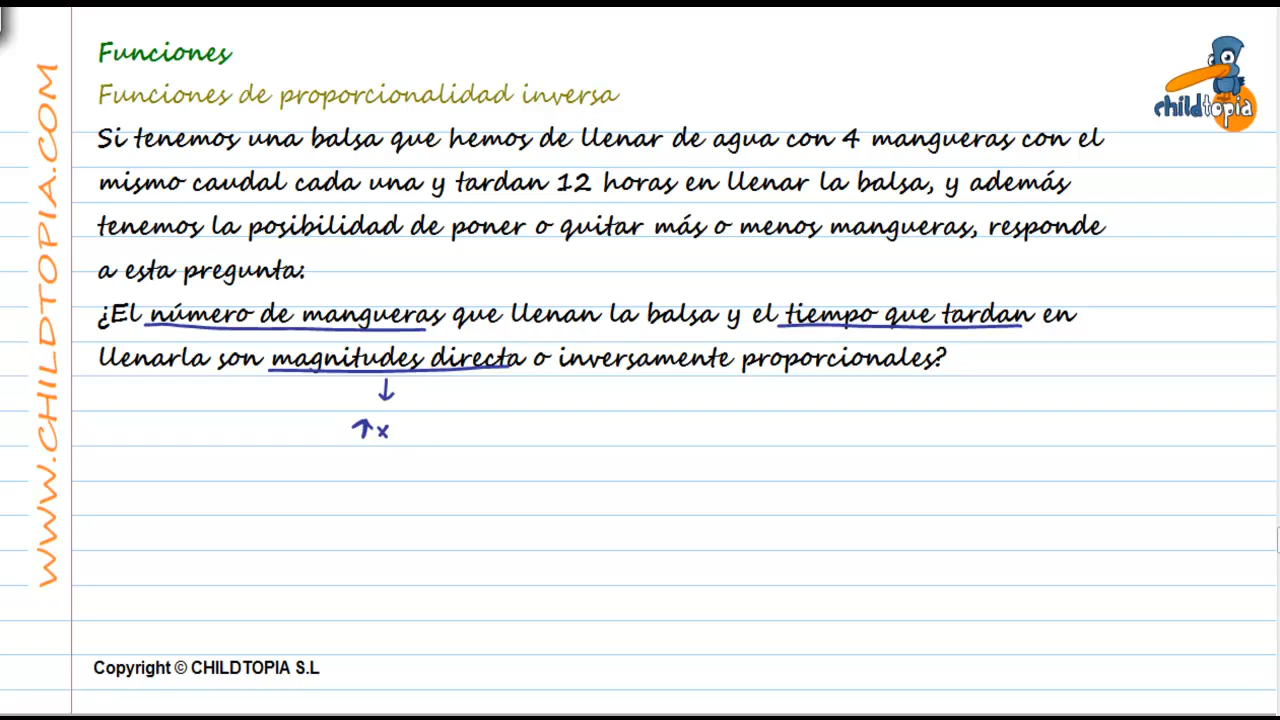 Funciones
Funciones de proporcionalidad inversa
Si tenemos una balsa que hemos de llenar de agua con 4 mangueras con el
mismo caudal cada una y tardan 12 horas en llenar la balsa, y además
tenemos la posibilidad de poner o quitar más o menos mangueras, responde
a esta pregunta:
¿El número de mangueras que llenan la balsa y el tiempo que tardan en
llenarla son magnitudes directa o inversamente proporcionales?
↓
↑x
Copyright © CHILDTOPIA S.L
WWW.CHILDTOPIA.COM
childtopia